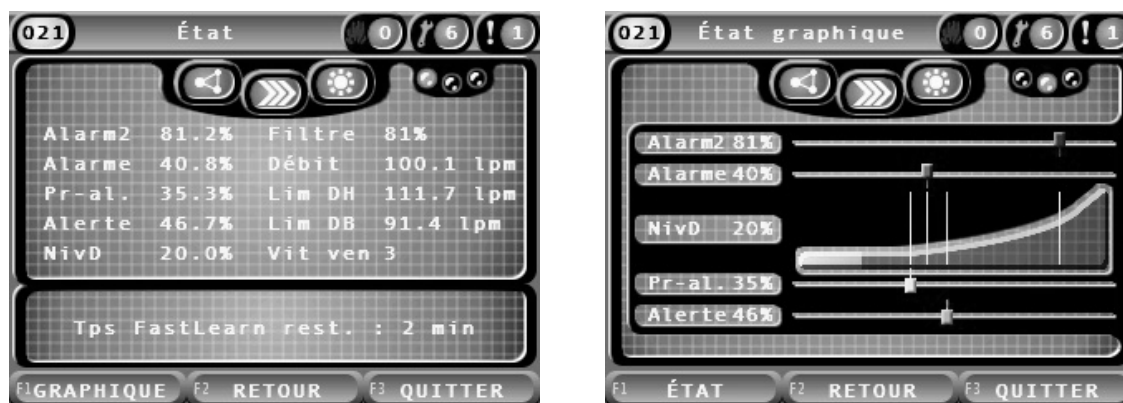 021 État 0 6 ! 1
Alarm2 81.2% Filtre 81%
Alarme 40.8% Débit 100.1 lpm
Pr-al. 35.3% Lim DH 111.7 lpm
Alerte 46.7% Lim DB 91.4 lpm
NivD 20.0% Vit ven 3
Tps FastLearn rest. : 2 min
F1 GRAPHIQUE F2 RETOUR F3 QUITTER
021 État graphique 0 6 ! 1
Alarm2 81%
Alarme 40%
NivD 20%
Pr-al. 35%
Alerte 46%
F1 ÉTAT F2 RETOUR F3 QUITTER